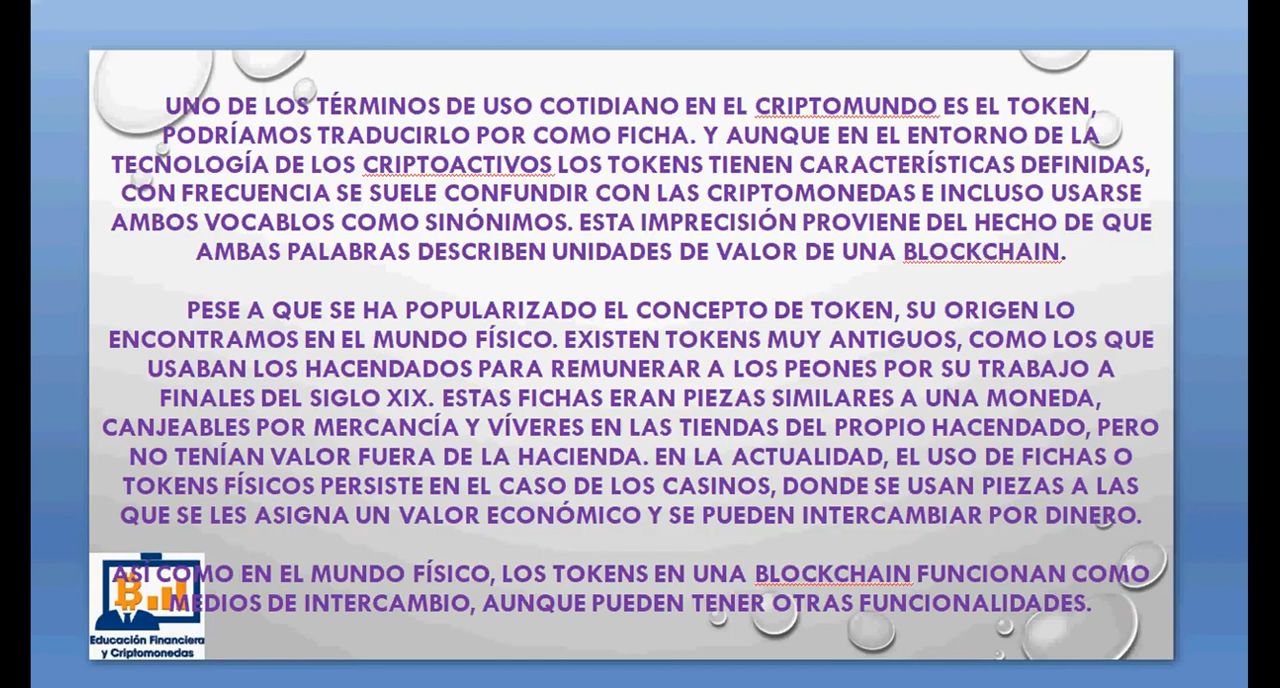 UNO DE LOS TÉRMINOS DE USO COTIDIANO EN EL CRIPTOMUNDO ES EL TOKEN,
PODRÍAMOS TRADUCIRLO POR COMO FICHA. Y AUNQUE EN EL ENTORNO DE LA
TECNOLOGÍA DE LOS CRIPTOACTIVOS LOS TOKENS TIENEN CARACTERÍSTICAS DEFINIDAS,
CON FRECUENCIA SE SUELE CONFUNDIR CON LAS CRIPTOMONEDAS E INCLUSO USARSE
AMBOS VOCABLOS COMO SINÓNIMOS. ESTA IMPRECISIÓN PROVIENE DEL HECHO DE QUE
AMBAS PALABRAS DESCRIBEN UNIDADES DE VALOR DE UNA BLOCKCHAIN.
PESE A QUE SE HA POPULARIZADO EL CONCEPTO DE TOKEN, SU ORIGEN LO
ENCONTRAMOS EN EL MUNDO FÍSICO. EXISTEN TOKENS MUY ANTIGUOS, COMO LOS QUE
USABAN LOS HACENDADOS PARA REMUNERAR A LOS PEONES POR SU TRABAJO A
FINALES DEL SIGLO XIX. ESTAS FICHAS ERAN PIEZAS SIMILARES A UNA MONEDA,
CANJEABLES POR MERCANCÍA Y VÍVERES EN LAS TIENDAS DEL PROPIO HACENDADO, PERO
NO TENÍAN VALOR FUERA DE LA HACIENDA. EN LA ACTUALIDAD, EL USO DE FICHAS O
TOKENS FÍSICOS PERSISTE EN EL CASO DE LOS CASINOS, DONDE SE USAN PIEZAS A LAS
QUE SE LES ASIGNA UN VALOR ECONÓMICO Y SE PUEDEN INTERCAMBIAR POR DINERO.
ASÍ COMO EN EL MUNDO FÍSICO, LOS TOKENS EN UNA BLOCKCHAIN FUNCIONAN COMO
MEDIOS DE INTERCAMBIO, AUNQUE PUEDEN TENER OTRAS FUNCIONALIDADES.
Educación Financiera
y Criptomonedas